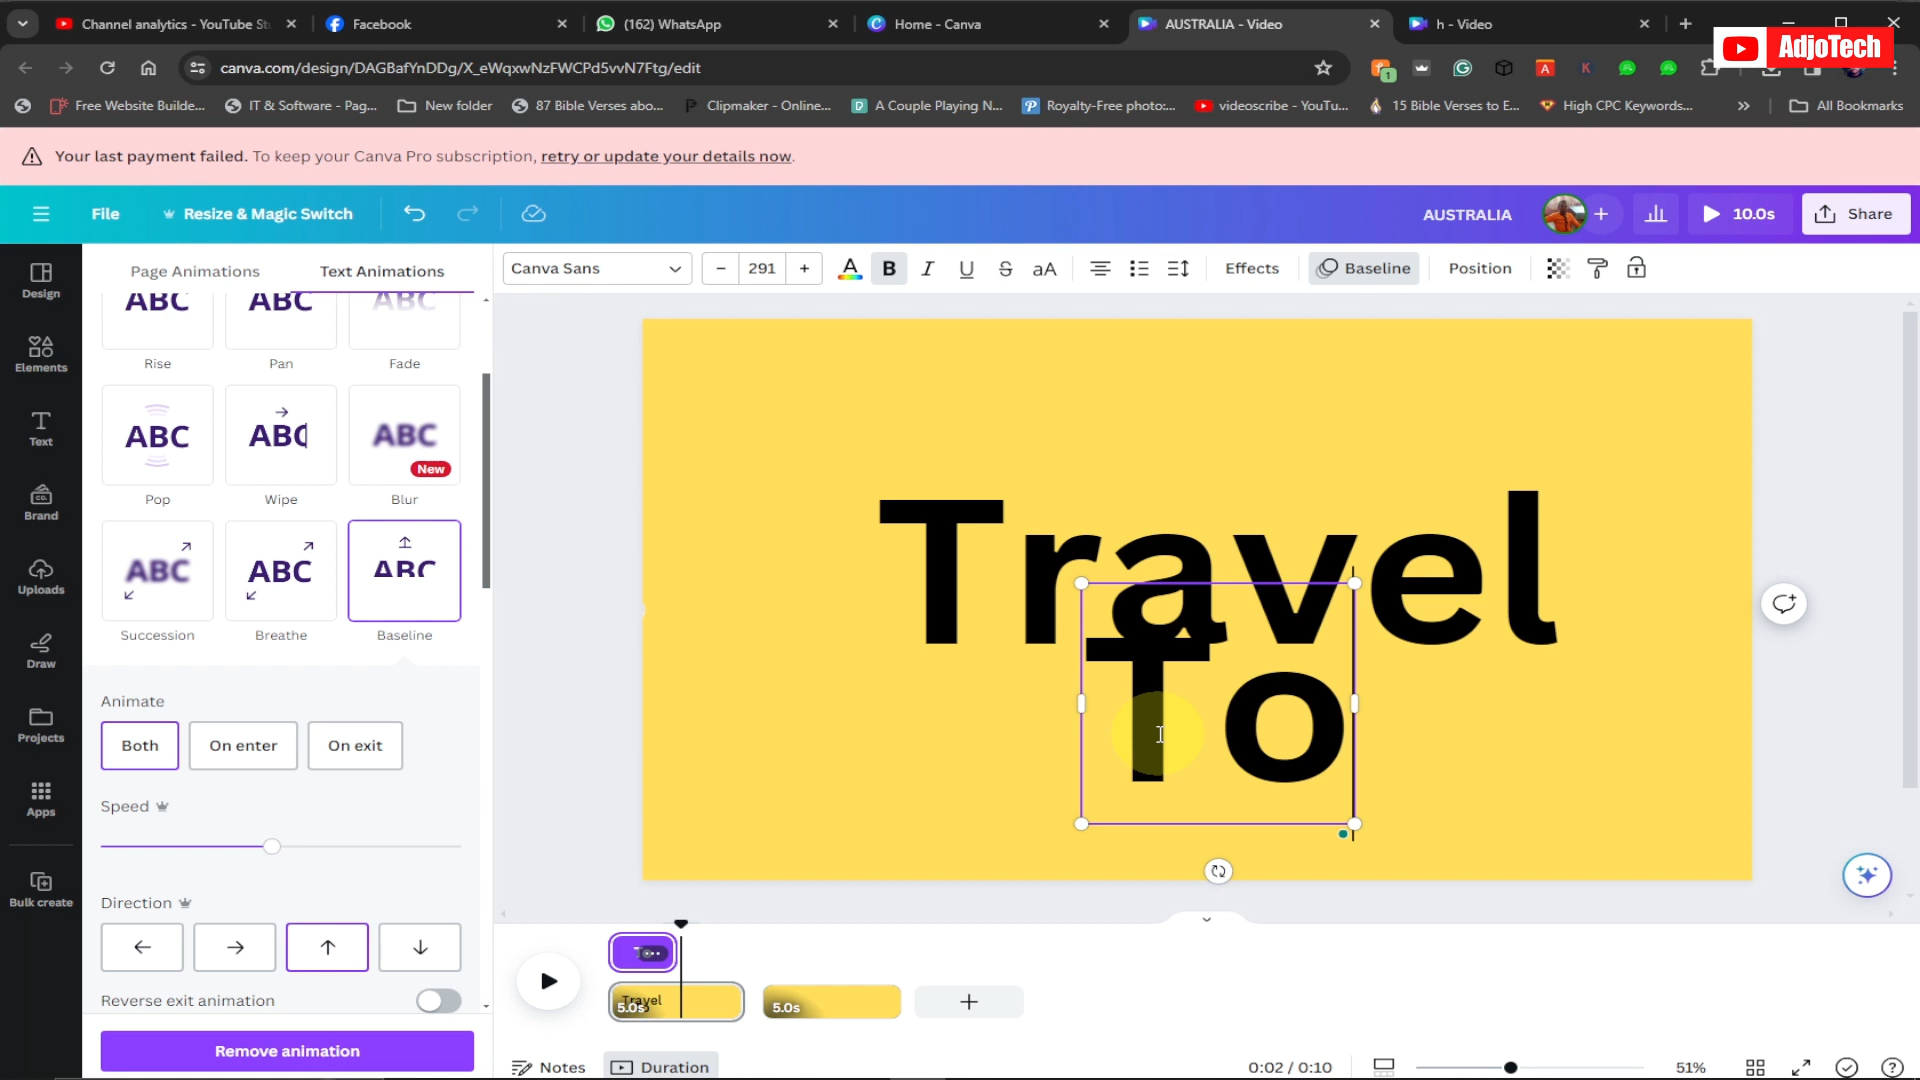 Channel analytics - YouTube St
Facebook
(162) WhatsApp
Home - Canva
AUSTRALIA - Video
h - Video
AdjoTech
canva.com/design/DAGBafYnDDg/X_eWqxwNzFWCPd5vvN7Ftg/edit
Free Website Builde...
IT & Software - Pag...
New folder
87 Bible Verses abo...
Clipmaker - Online...
A Couple Playing N...
Royalty-Free photo:...
videoscribe - YouTu...
15 Bible Verses to E...
High CPC Keywords...
All Bookmarks
Your last payment failed. To keep your Canva Pro subscription, retry or update your details now.
File
Resize & Magic Switch
AUSTRALIA
10.0s
Share
Design
Elements
Text
Brand
Uploads
Draw
Projects
Apps
Bulk create
Page Animations
Text Animations
Canva Sans
291
A
B
I
U
S
aA
Effects
Baseline
Position
ABC
ABC
ABC
Rise
Pan
Fade
ABC
ABC
ABC
New
Pop
Wipe
Blur
ABC
ABC
ABC
Succession
Breathe
Baseline
Animate
Both
On enter
On exit
Speed
Direction
Reverse exit animation
Remove animation
Travel
To
Travel
5.0s
5.0s
Notes
Duration
0:02 / 0:10
51%